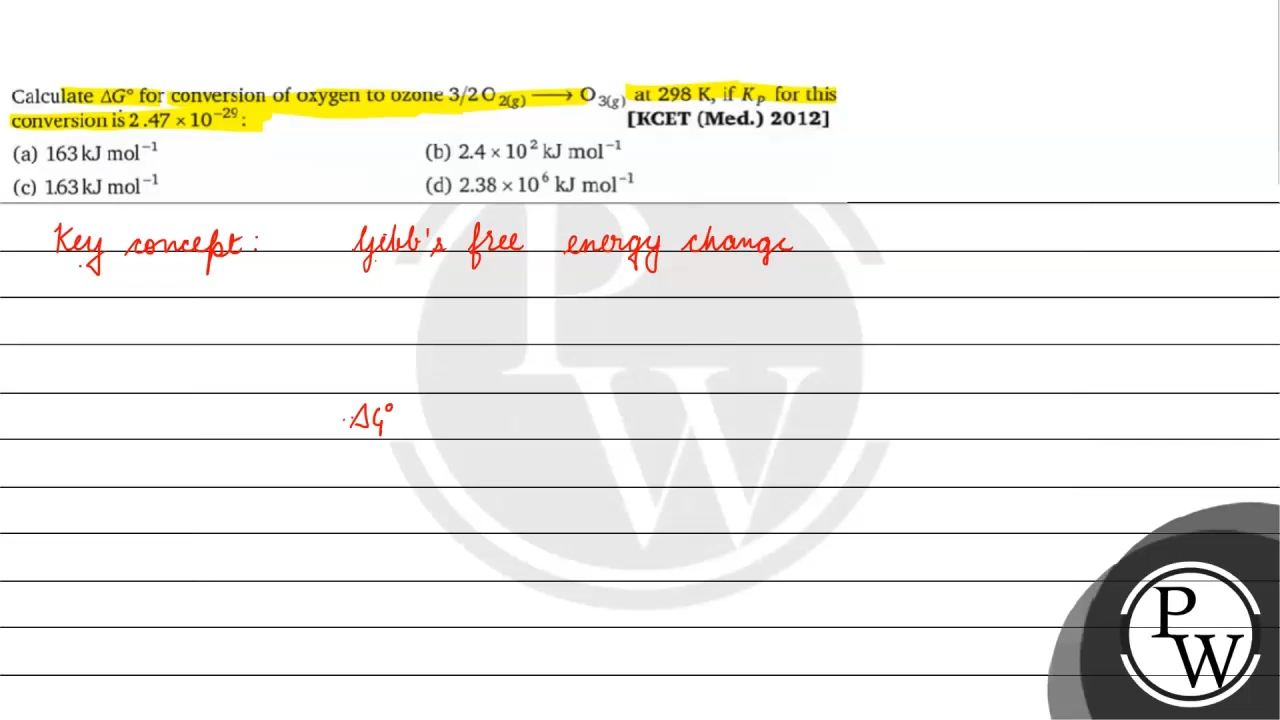 Calculate ΔG° for conversion of oxygen to ozone 3/2 O2(g) ⟶ O3(g) at 298 K, if KP for this
conversion is 2.47 × 10⁻²⁹ : [KCET (Med.) 2012]
(a) 163 kJ mol⁻¹ (b) 2.4 × 10² kJ mol⁻¹
(c) 1.63 kJ mol⁻¹ (d) 2.38 × 10⁶ kJ mol⁻¹
Key concept: Gibb's free energy change
ΔG°
PW
PW